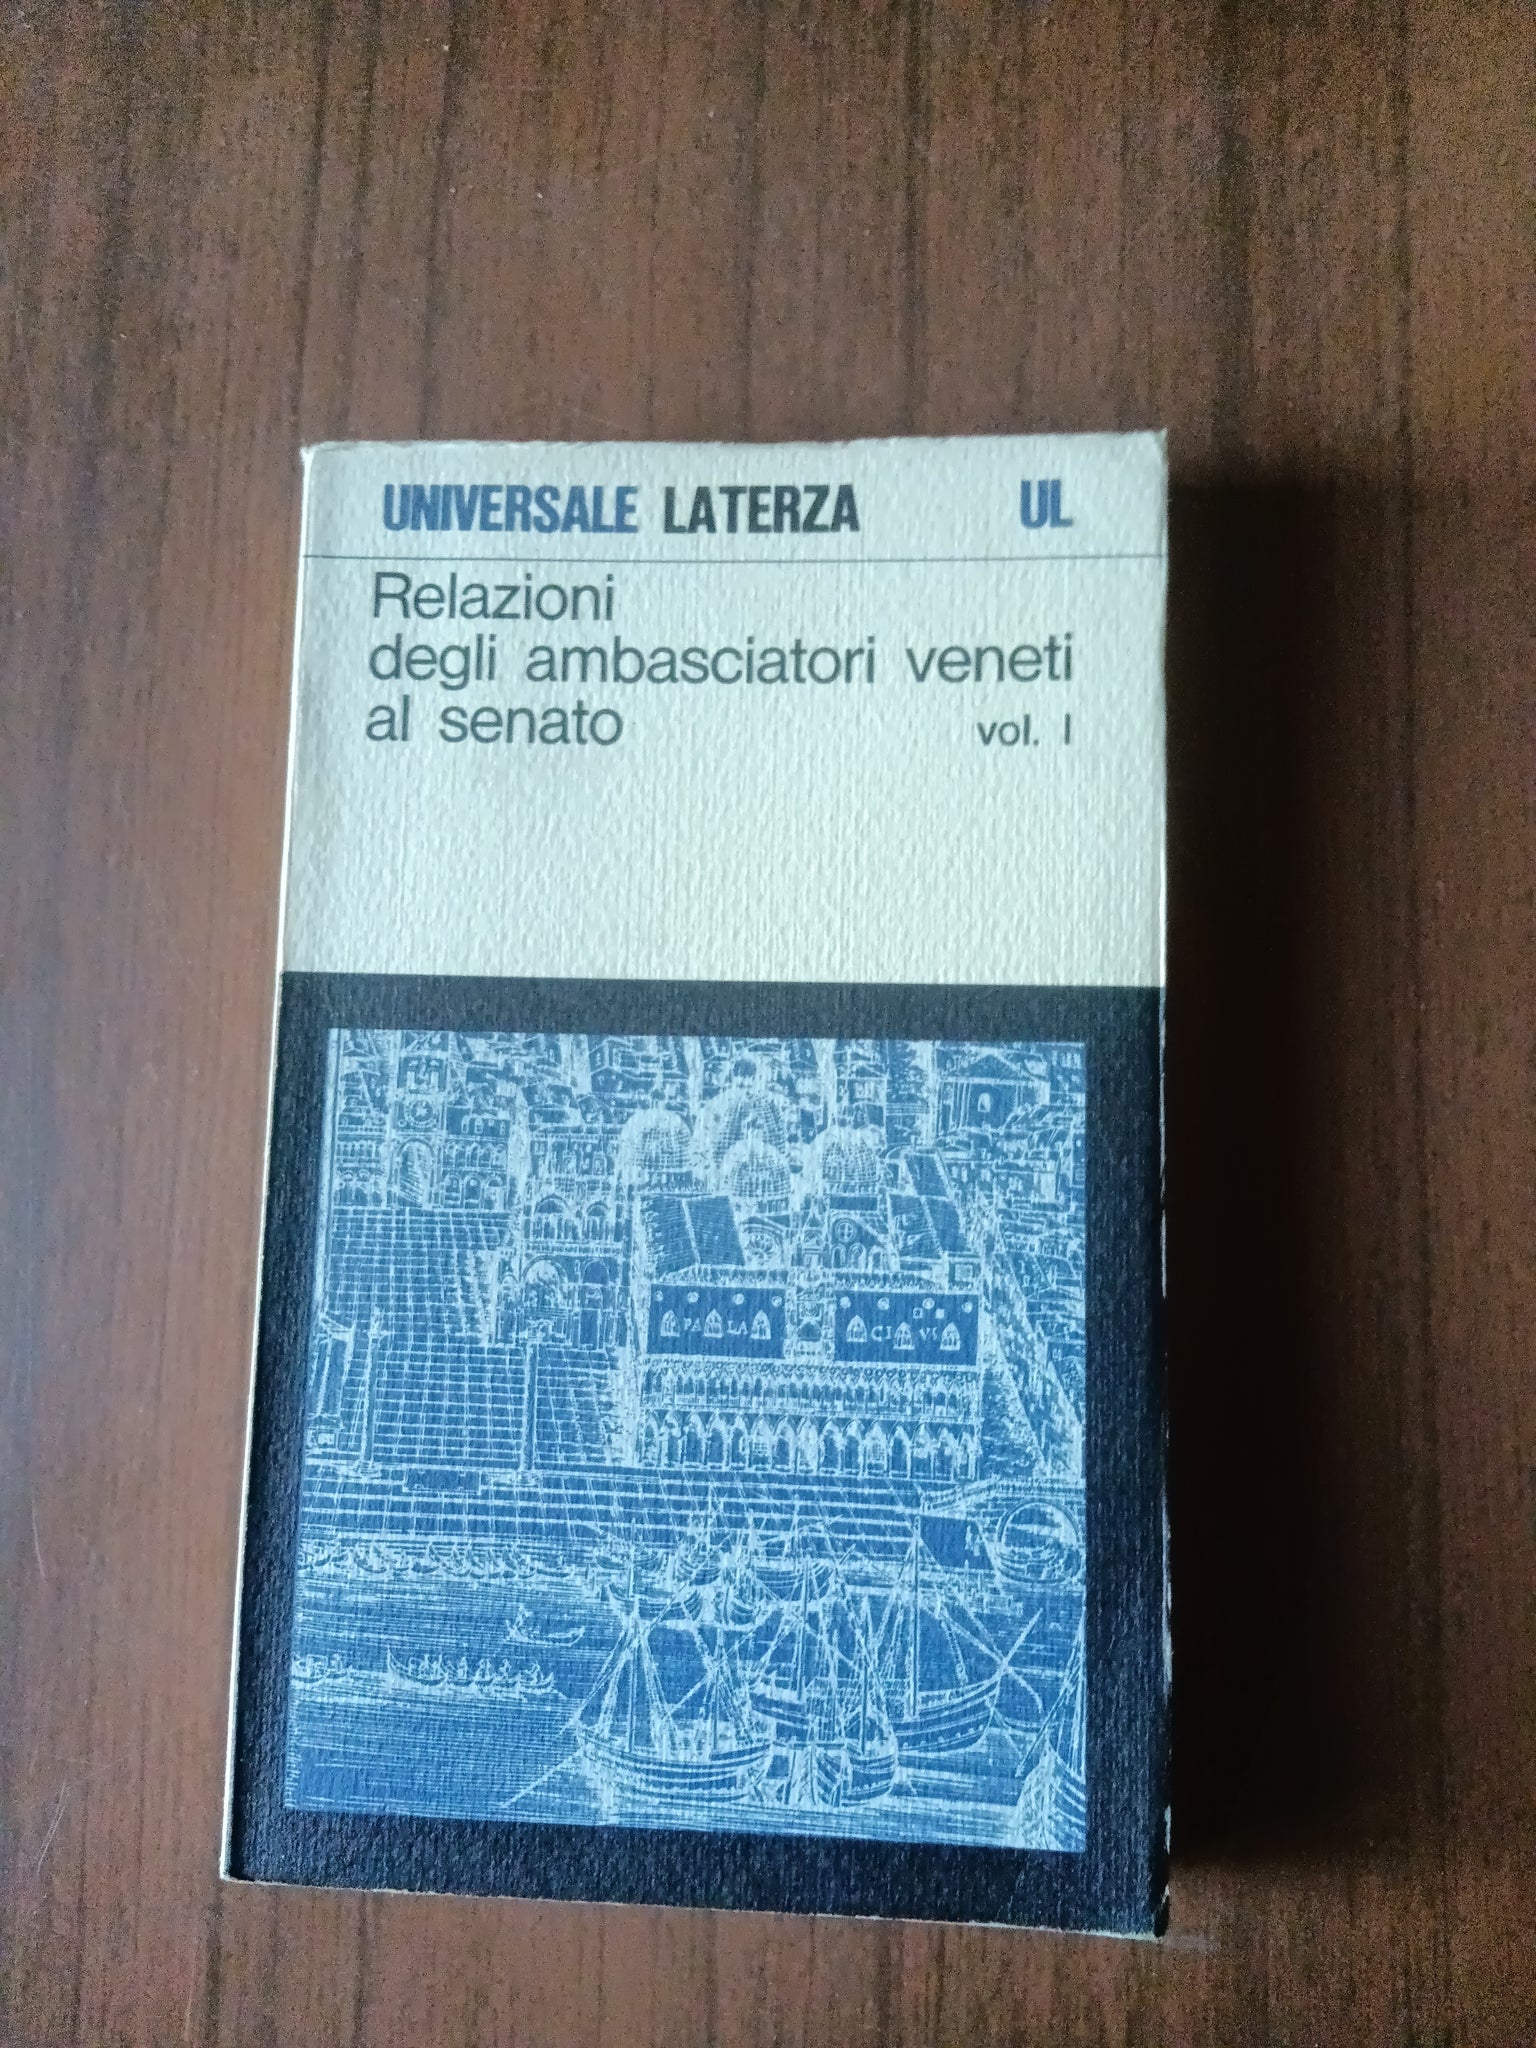 UNIVERSALE LATERZA UL
Relazioni
degli ambasciatori veneti
al senato vol. I
PA LA CI VS